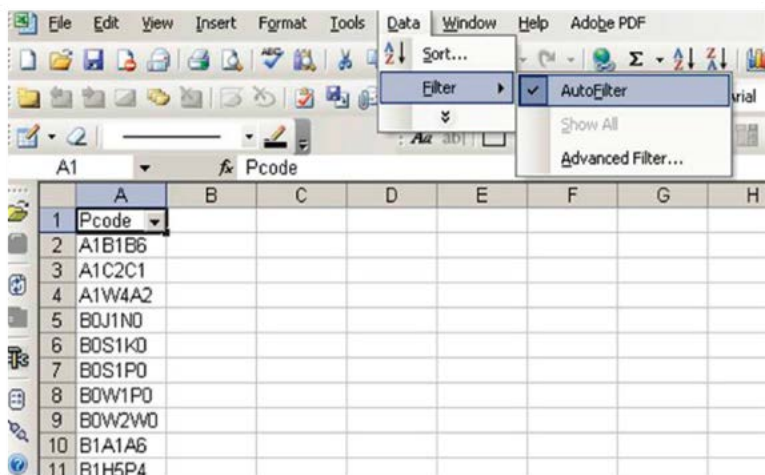 File Edit View Insert Format Tools Data Window Help Adobe PDF
Sort...
Filter
AutoFilter
Show All
Advanced Filter...
A1 fx Pcode
A B C D E F G H
1 Pcode
2 A1B1B6
3 A1C2C1
4 A1W4A2
5 B0J1N0
6 B0S1K0
7 B0S1P0
8 B0W1P0
9 B0W2W0
10 B1A1A6
11 B1H5P4